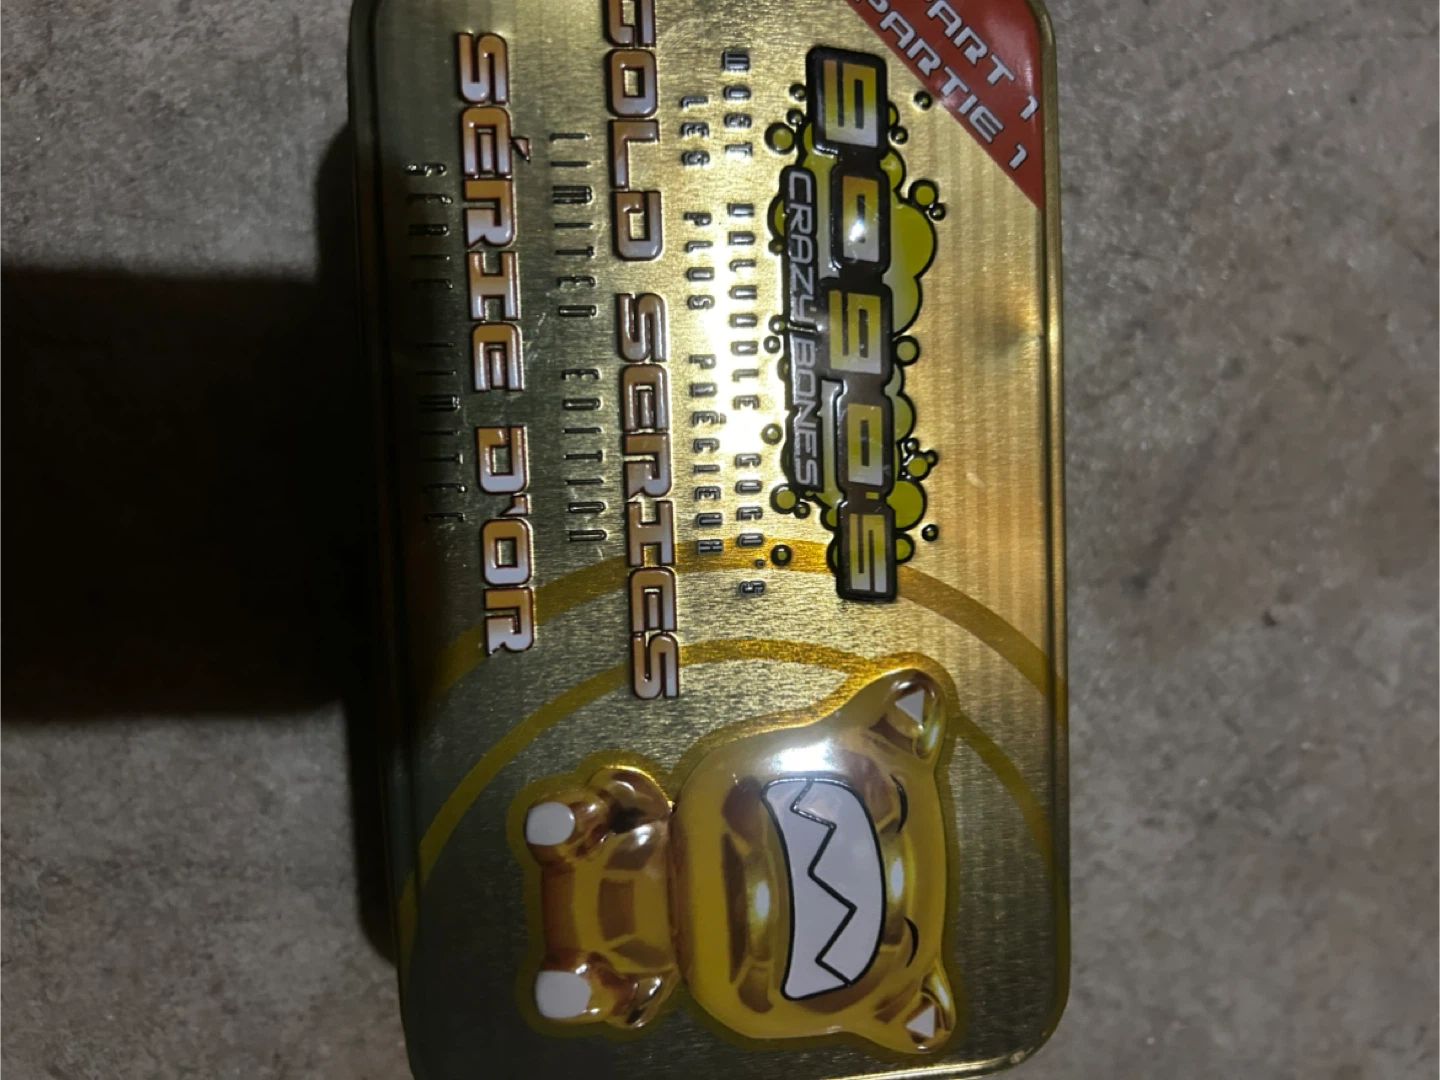 PART 1
PARTIE 1
gogo's
CRAZY BONES
MOST VALUABLE GOGO'S
LES PLUS PRÉCIEUX
GOLD SERIES
LIMITED EDITION
SÉRIE D'OR
SÉRIE LIMITÉE